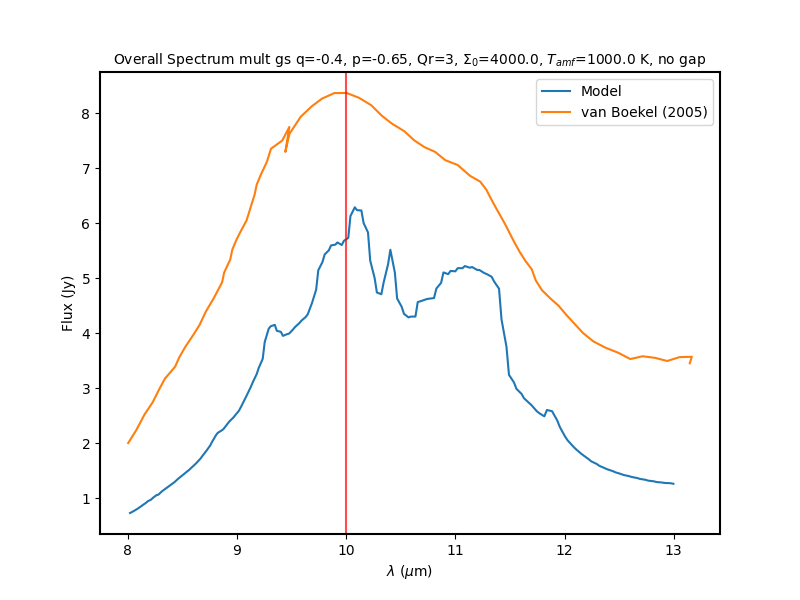 Overall Spectrum mult gs q=-0.4, p=-0.65, Qr=3, Σ₀=4000.0, T_amf=1000.0 K, no gap
Model
van Boekel (2005)
8
7
6
5
4
3
2
1
Flux (Jy)
8 9 10 11 12 13
λ (μm)